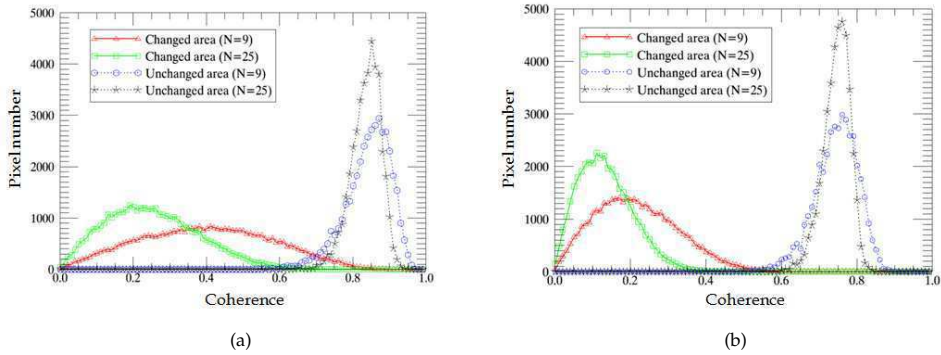 5000
4000
3000
2000
1000
0
Pixel number
Changed area (N=9)
Changed area (N=25)
Unchanged area (N=9)
Unchanged area (N=25)
0.0 0.2 0.4 0.6 0.8 1.0
Coherence
(a)
5000
4000
3000
2000
1000
0
Pixel number
Changed area (N=9)
Changed area (N=25)
Unchanged area (N=9)
Unchanged area (N=25)
0.0 0.2 0.4 0.6 0.8 1.0
Coherence
(b)